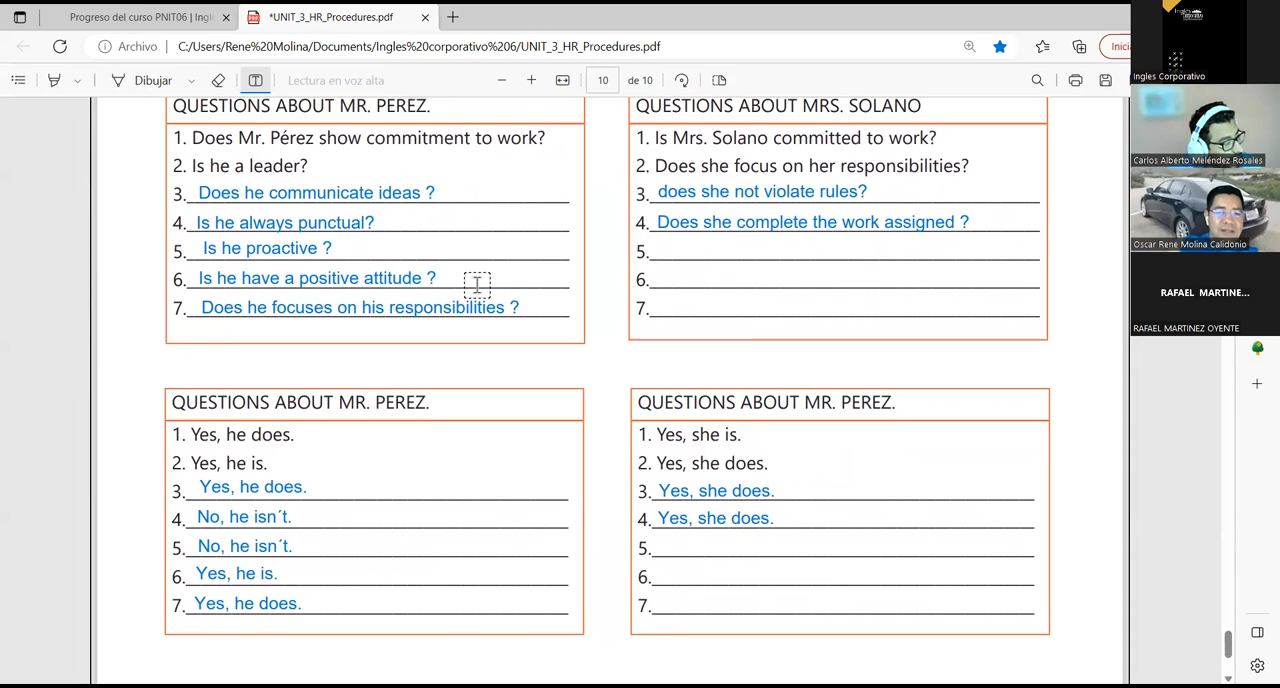 Progreso del curso PNIT06 | Ingl
*UNIT_3_HR_Procedures.pdf
Archivo
C:/Users/Rene%20Molina/Documents/Ingles%20corporativo%206/UNIT_3_HR_Procedures.pdf
Inicia
Dibujar
Lectura en voz alta
10
de 10
QUESTIONS ABOUT MR. PEREZ.
1. Does Mr. Pérez show commitment to work?
2. Is he a leader?
3. Does he communicate ideas ?
4. Is he always punctual?
5. Is he proactive ?
6. Is he have a positive attitude ?
7. Does he focuses on his responsibilities ?
QUESTIONS ABOUT MRS. SOLANO
1. Is Mrs. Solano committed to work?
2. Does she focus on her responsibilities?
3. does she not violate rules?
4. Does she complete the work assigned ?
5.
6.
7.
QUESTIONS ABOUT MR. PEREZ.
1. Yes, he does.
2. Yes, he is.
3. Yes, he does.
4. No, he isn´t.
5. No, he isn´t.
6. Yes, he is.
7. Yes, he does.
QUESTIONS ABOUT MR. PEREZ.
1. Yes, she is.
2. Yes, she does.
3. Yes, she does.
4. Yes, she does.
5.
6.
7.
Ingles Corporativo
Carlos Alberto Meléndez Rosales
Oscar Rene Molina Calidonio
RAFAEL MARTINE...
RAFAEL MARTINEZ OYENTE